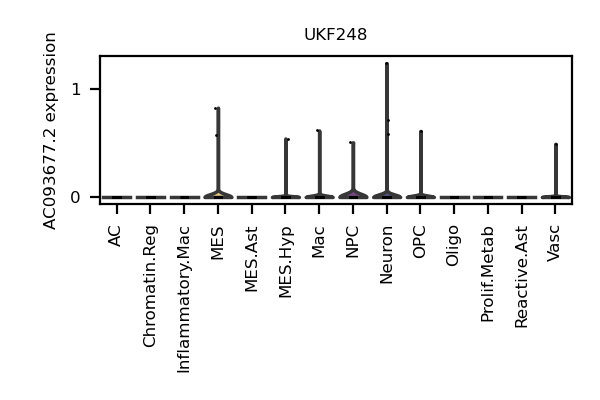 UKF248
AC093677.2 expression
1
0
AC
Chromatin.Reg
Inflammatory.Mac
MES
MES.Ast
MES.Hyp
Mac
NPC
Neuron
OPC
Oligo
Prolif.Metab
Reactive.Ast
Vasc